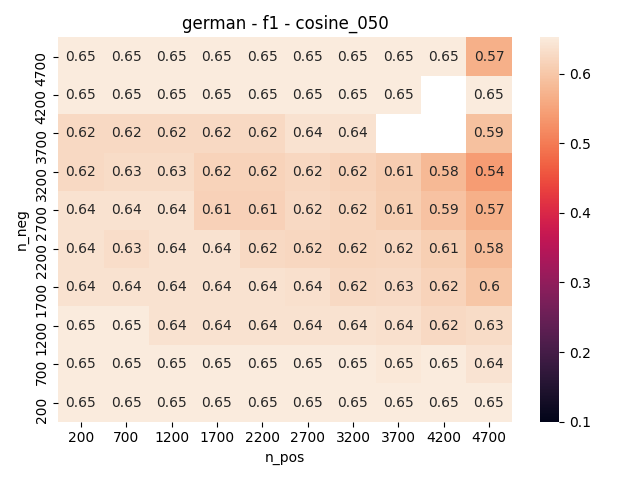 german - f1 - cosine_050
4700 0.65 0.65 0.65 0.65 0.65 0.65 0.65 0.65 0.65 0.57
4200 0.65 0.65 0.65 0.65 0.65 0.65 0.65 0.65 0.65
3700 0.62 0.62 0.62 0.62 0.62 0.64 0.64 0.59
3200 0.62 0.63 0.63 0.62 0.62 0.62 0.62 0.61 0.58 0.54
2700 0.64 0.64 0.64 0.61 0.61 0.62 0.62 0.61 0.59 0.57
2200 0.64 0.63 0.64 0.64 0.62 0.62 0.62 0.62 0.61 0.58
1700 0.64 0.64 0.64 0.64 0.64 0.64 0.62 0.63 0.62 0.6
1200 0.65 0.65 0.64 0.64 0.64 0.64 0.64 0.64 0.62 0.63
700 0.65 0.65 0.65 0.65 0.65 0.65 0.65 0.65 0.65 0.64
200 0.65 0.65 0.65 0.65 0.65 0.65 0.65 0.65 0.65 0.65
200 700 1200 1700 2200 2700 3200 3700 4200 4700
n_pos
n_neg
0.6
0.5
0.4
0.3
0.2
0.1